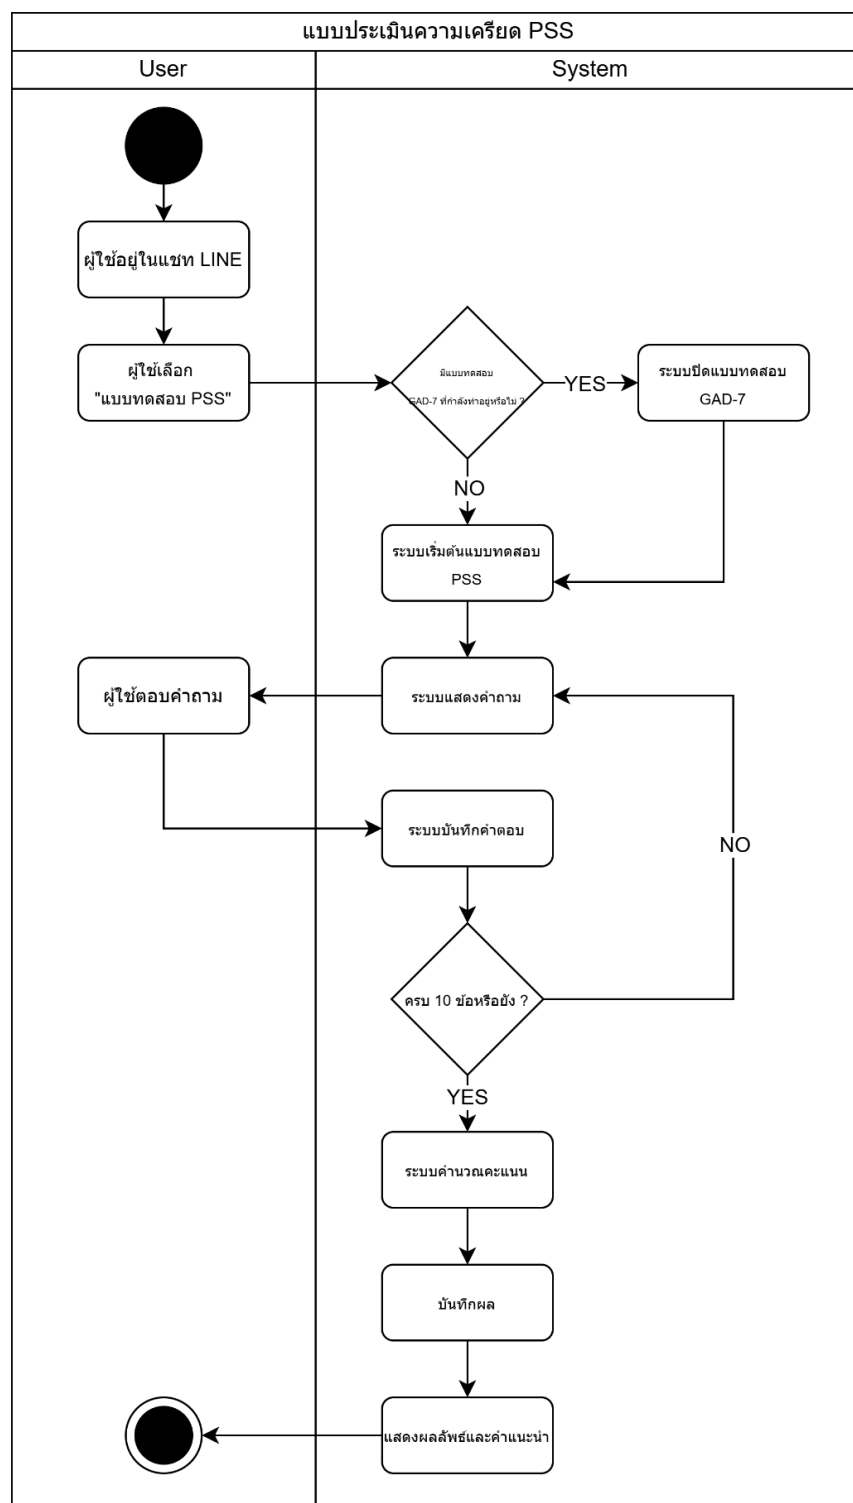 แบบประเมินความเครียด PSS
User
System
ผู้ใช้อยู่ในแชท LINE
ผู้ใช้เลือก
"แบบทดสอบ PSS"
มีแบบทดสอบ
GAD-7 ที่กำลังทำอยู่หรือไม่ ?
YES
ระบบปิดแบบทดสอบ
GAD-7
NO
ระบบเริ่มต้นแบบทดสอบ
PSS
ผู้ใช้ตอบคำถาม
ระบบแสดงคำถาม
ระบบบันทึกคำตอบ
NO
ครบ 10 ข้อหรือยัง ?
YES
ระบบคำนวณคะแนน
บันทึกผล
แสดงผลลัพธ์และคำแนะนำ